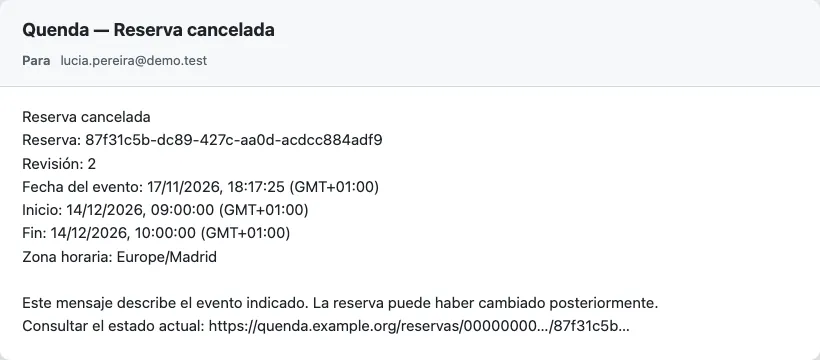 Quenda — Reserva cancelada
Para lucia.pereira@demo.test
Reserva cancelada
Reserva: 87f31c5b-dc89-427c-aa0d-acdcc884adf9
Revisión: 2
Fecha del evento: 17/11/2026, 18:17:25 (GMT+01:00)
Inicio: 14/12/2026, 09:00:00 (GMT+01:00)
Fin: 14/12/2026, 10:00:00 (GMT+01:00)
Zona horaria: Europe/Madrid
Este mensaje describe el evento indicado. La reserva puede haber cambiado posteriormente.
Consultar el estado actual: https://quenda.example.org/reservas/00000000…/87f31c5b…